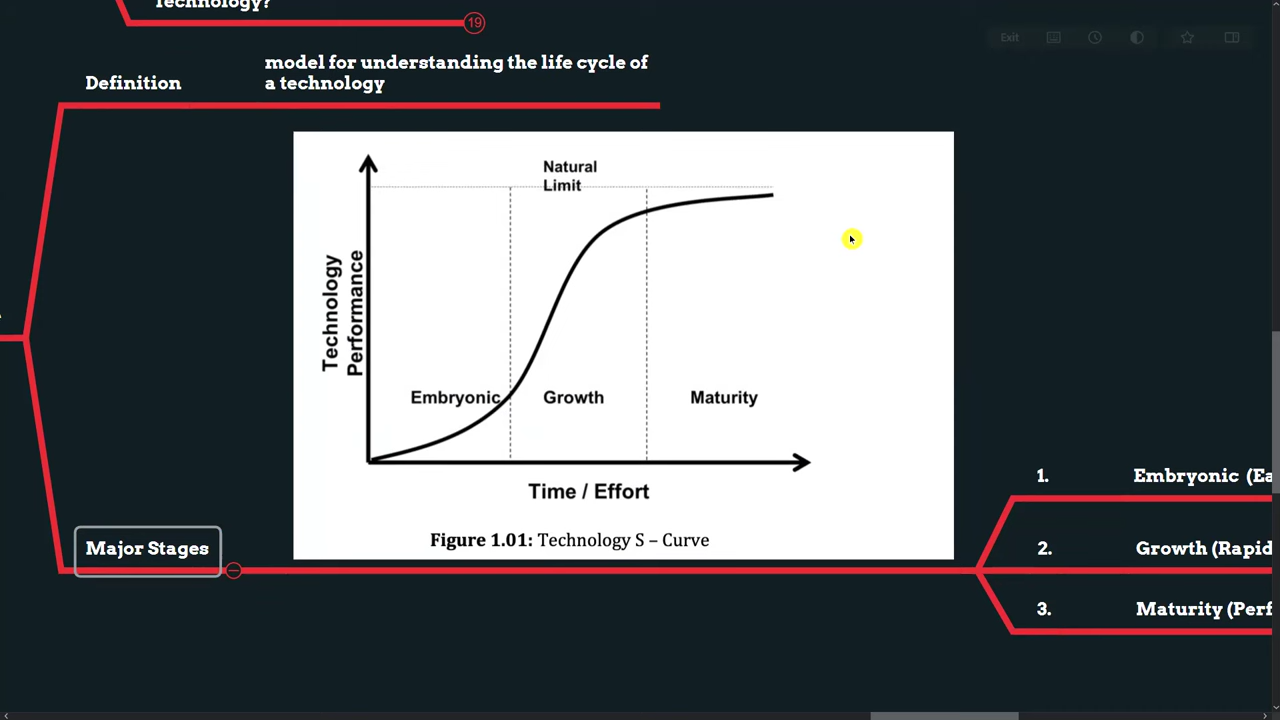 Technology?
19
Exit
model for understanding the life cycle of
a technology
Definition
Natural
Limit
Technology
Performance
Embryonic
Growth
Maturity
Time / Effort
Figure 1.01: Technology S – Curve
Major Stages
1. Embryonic (Ea
2. Growth (Rapid
3. Maturity (Perf